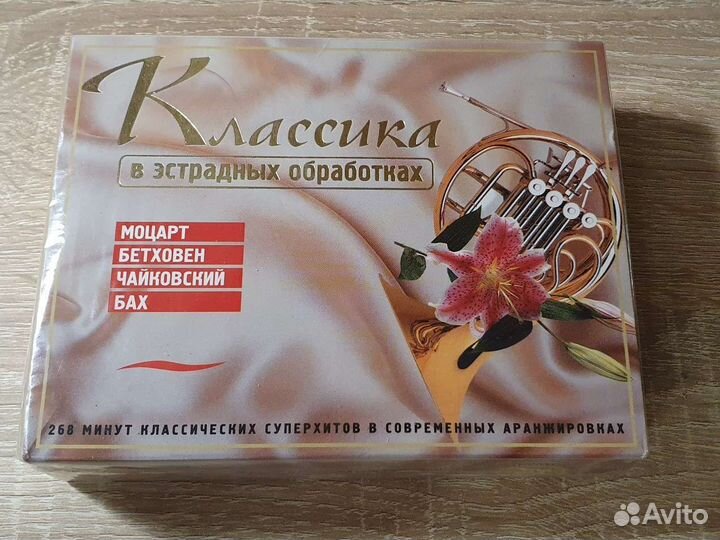 Классика
в эстрадных обработках
МОЦАРТ
БЕТХОВЕН
ЧАЙКОВСКИЙ
БАХ
268 МИНУТ КЛАССИЧЕСКИХ СУПЕРХИТОВ В СОВРЕМЕННЫХ АРАНЖИРОВКАХ
Avito